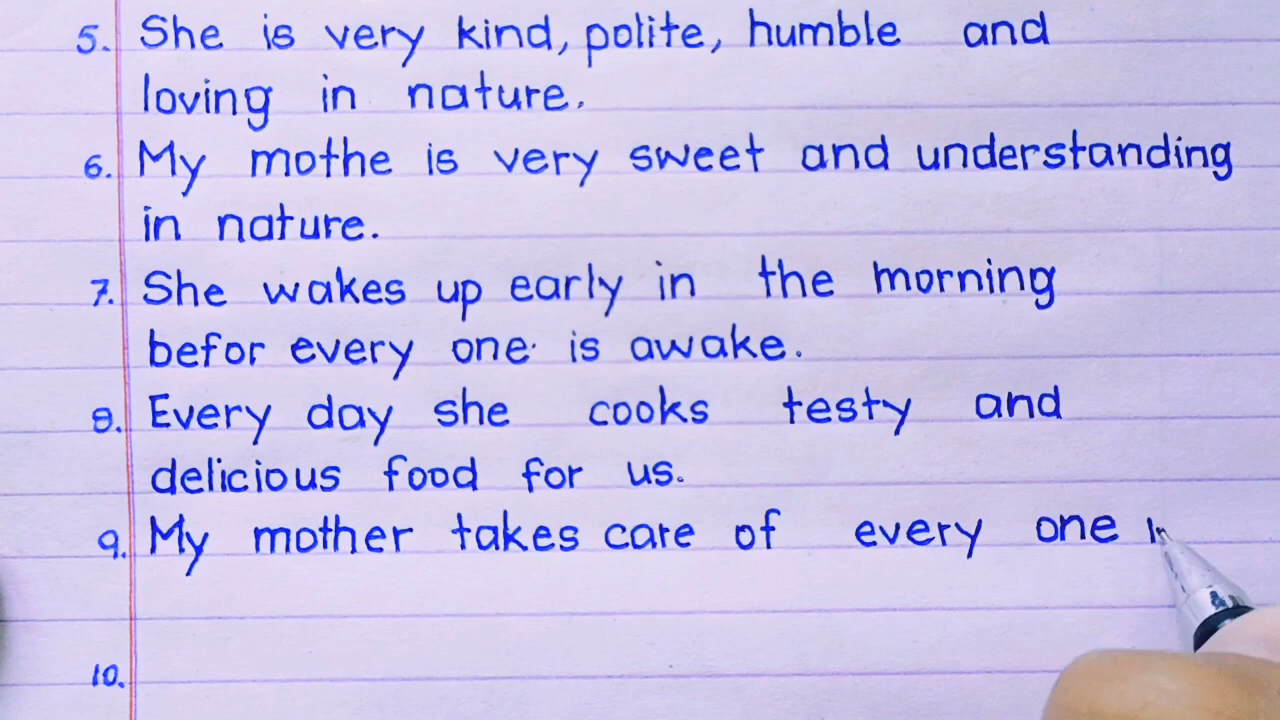 5. She is very kind, polite, humble and
loving in nature.
6. My mothe is very sweet and understanding
in nature.
7. She wakes up early in the morning
befor every one is awake.
8. Every day she cooks testy and
delicious food for us.
9. My mother takes care of every one
10.